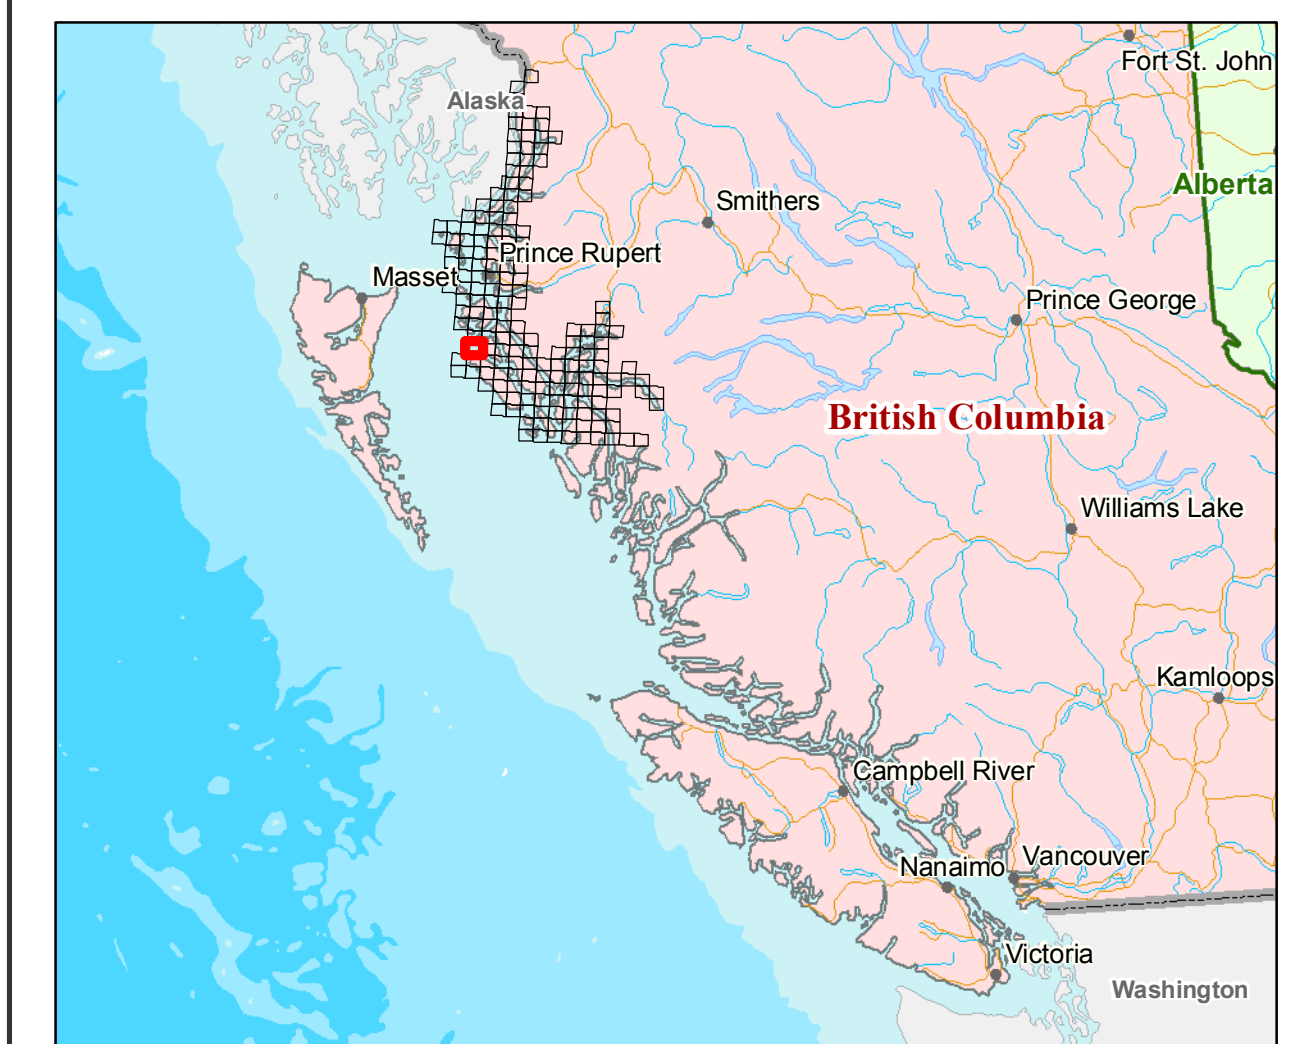 Fort St. John
Alaska
Alberta
Smithers
Prince Rupert
Masset
Prince George
British Columbia
Williams Lake
Kamloops
Campbell River
Vancouver
Nanaimo
Victoria
Washington